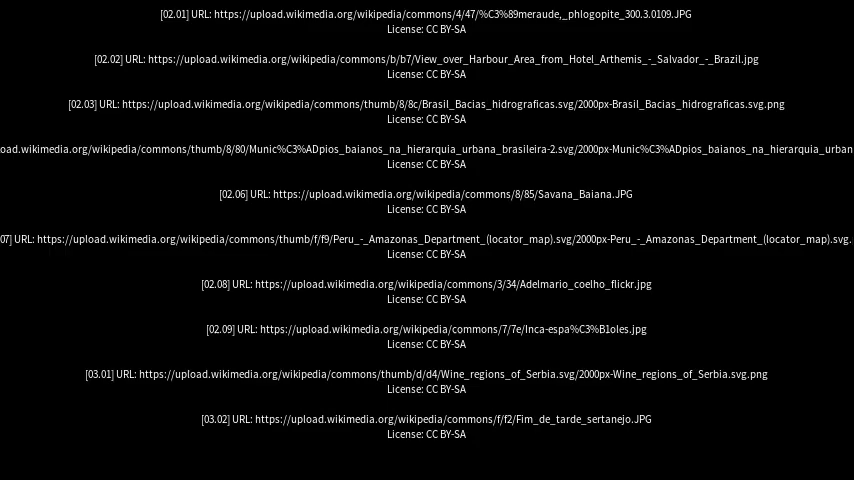 [02.01] URL: https://upload.wikimedia.org/wikipedia/commons/4/47/%C3%89meraude,_phlogopite_300.3.0109.JPG
License: CC BY-SA
[02.02] URL: https://upload.wikimedia.org/wikipedia/commons/b/b7/View_over_Harbour_Area_from_Hotel_Arthemis_-_Salvador_-_Brazil.jpg
License: CC BY-SA
[02.03] URL: https://upload.wikimedia.org/wikipedia/commons/thumb/8/8c/Brasil_Bacias_hidrograficas.svg/2000px-Brasil_Bacias_hidrograficas.svg.png
License: CC BY-SA
oad.wikimedia.org/wikipedia/commons/thumb/8/80/Munic%C3%ADpios_baianos_na_hierarquia_urbana_brasileira-2.svg/2000px-Munic%C3%ADpios_baianos_na_hierarquia_urban
License: CC BY-SA
[02.06] URL: https://upload.wikimedia.org/wikipedia/commons/8/85/Savana_Baiana.JPG
License: CC BY-SA
07] URL: https://upload.wikimedia.org/wikipedia/commons/thumb/f/f9/Peru_-_Amazonas_Department_(locator_map).svg/2000px-Peru_-_Amazonas_Department_(locator_map).svg.
License: CC BY-SA
[02.08] URL: https://upload.wikimedia.org/wikipedia/commons/3/34/Adelmario_coelho_flickr.jpg
License: CC BY-SA
[02.09] URL: https://upload.wikimedia.org/wikipedia/commons/7/7e/Inca-espa%C3%B1oles.jpg
License: CC BY-SA
[03.01] URL: https://upload.wikimedia.org/wikipedia/commons/thumb/d/d4/Wine_regions_of_Serbia.svg/2000px-Wine_regions_of_Serbia.svg.png
License: CC BY-SA
[03.02] URL: https://upload.wikimedia.org/wikipedia/commons/f/f2/Fim_de_tarde_sertanejo.JPG
License: CC BY-SA